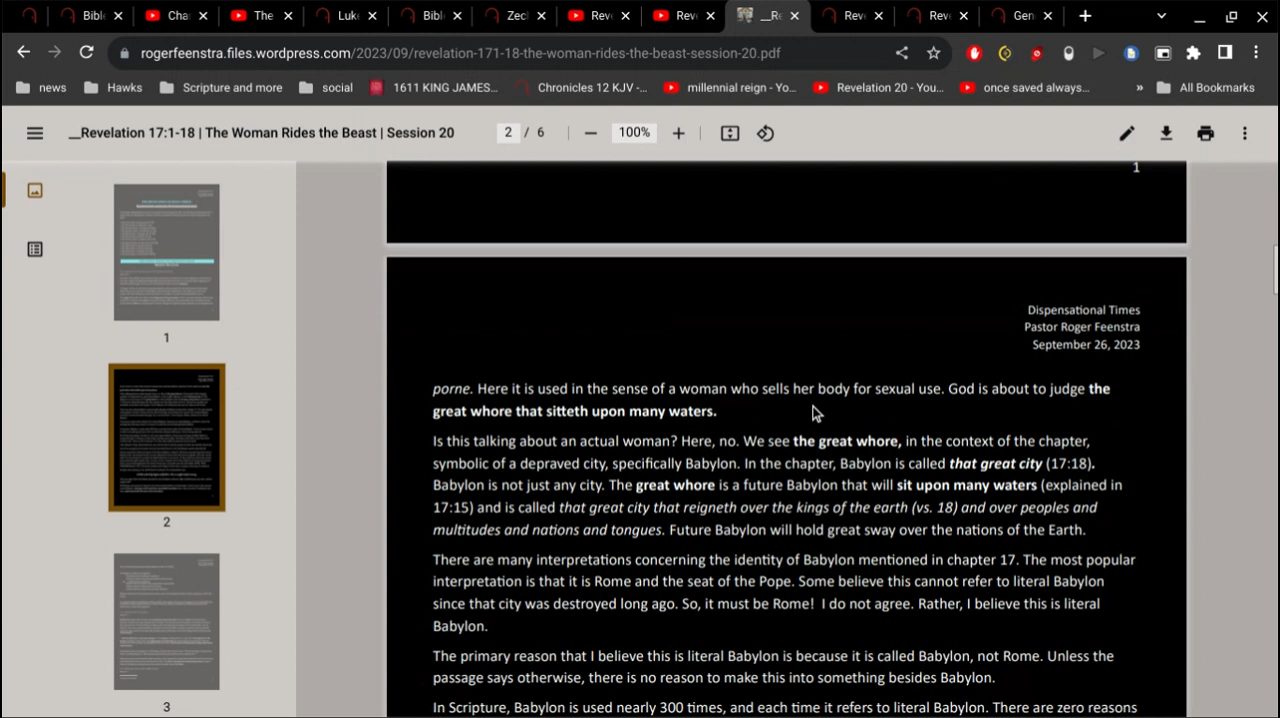 Bible
Cha
The
Luke
Bible
Zech
Reve
Reve
__Re
Reve
Reve
Gene
rogerfeenstra.files.wordpress.com/2023/09/revelation-171-18-the-woman-rides-the-beast-session-20.pdf
news
Hawks
Scripture and more
social
1611 KING JAMES...
Chronicles 12 KJV -...
millennial reign - Yo...
Revelation 20 - You...
once saved always...
»
All Bookmarks
__Revelation 17:1-18 | The Woman Rides the Beast | Session 20
2 / 6
100%
1
2
3
1
Dispensational Times
Pastor Roger Feenstra
September 26, 2023
porne. Here it is used in the sense of a woman who sells her body for sexual use. God is about to judge the
great whore that sitteth upon many waters.
Is this talking about an actual woman? Here, no. We see the great whore, in the context of the chapter,
symbolic of a depraved city, specifically Babylon. In the chapter, Babylon is called that great city (17:18).
Babylon is not just any city. The great whore is a future Babylon that will sit upon many waters (explained in
17:15) and is called that great city that reigneth over the kings of the earth (vs. 18) and over peoples and
multitudes and nations and tongues. Future Babylon will hold great sway over the nations of the Earth.
There are many interpretations concerning the identity of Babylon mentioned in chapter 17. The most popular
interpretation is that it is Rome and the seat of the Pope. Some believe this cannot refer to literal Babylon
since that city was destroyed long ago. So, it must be Rome! I do not agree. Rather, I believe this is literal
Babylon.
The primary reason that I believe this is literal Babylon is because it is called Babylon, not Rome. Unless the
passage says otherwise, there is no reason to make this into something besides Babylon.
In Scripture, Babylon is used nearly 300 times, and each time it refers to literal Babylon. There are zero reasons